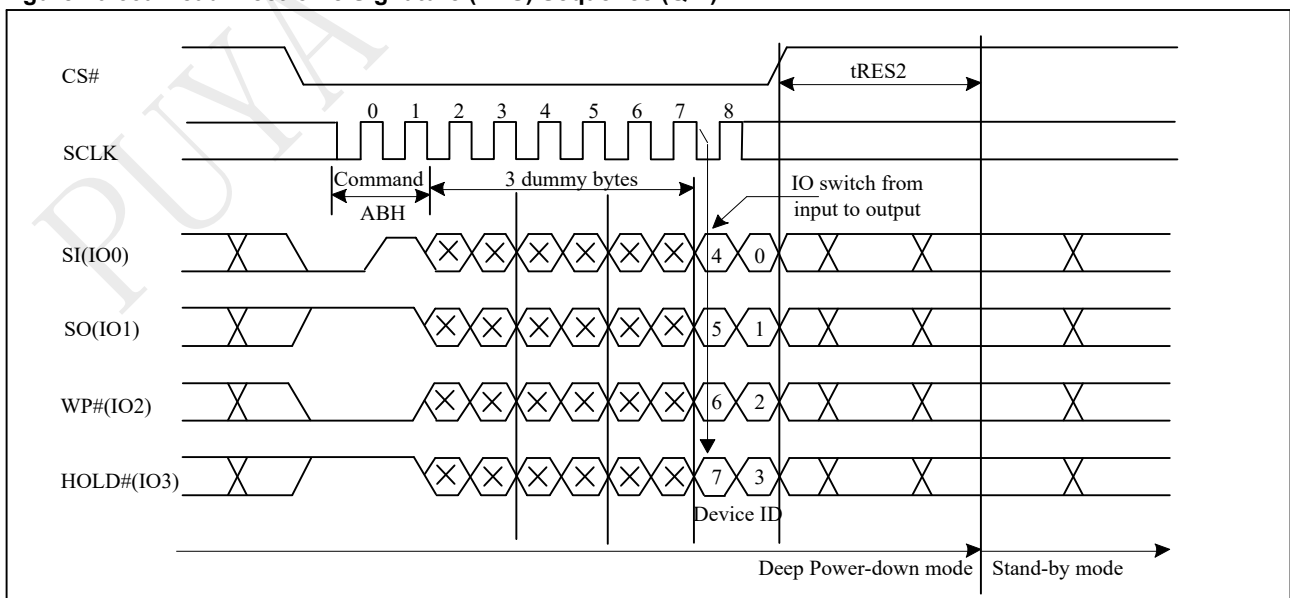 CS#
tRES2
0 1 2 3 4 5 6 7 8
SCLK
Command
3 dummy bytes
IO switch from
input to output
ABH
SI(IO0)
4 0
SO(IO1)
5 1
WP#(IO2)
6 2
HOLD#(IO3)
7 3
Device ID
Deep Power-down mode
Stand-by mode
PUYA